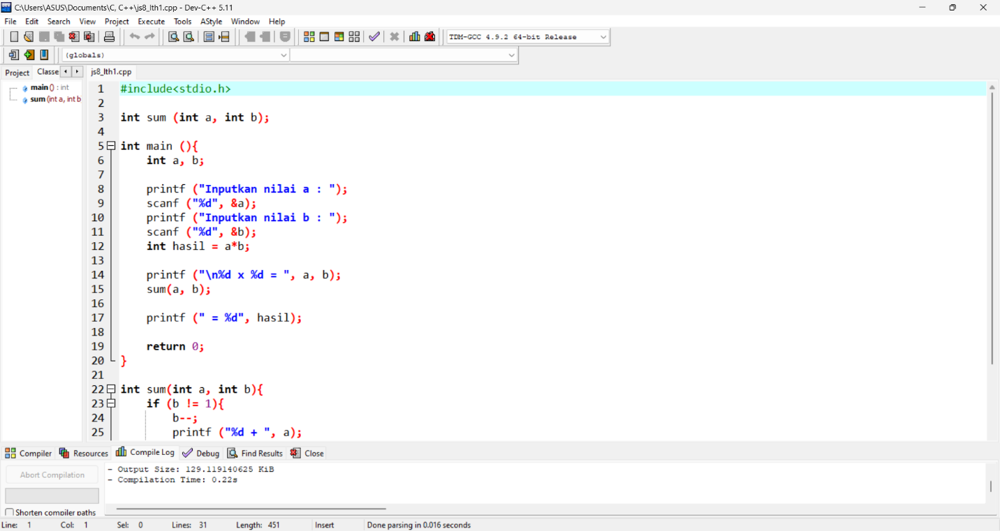 C:\Users\ASUS\Documents\C, C++\js8_lth1.cpp - Dev-C++ 5.11
File Edit Search View Project Execute Tools AStyle Window Help
TDM-GCC 4.9.2 64-bit Release
(globals)
Project Classe js8_lth1.cpp
main () : int
sum (int a, int b
1 #include<stdio.h>
2
3 int sum (int a, int b);
4
5 int main (){
6 int a, b;
7
8 printf ("Inputkan nilai a : ");
9 scanf ("%d", &a);
10 printf ("Inputkan nilai b : ");
11 scanf ("%d", &b);
12 int hasil = a*b;
13
14 printf ("\n%d x %d = ", a, b);
15 sum(a, b);
16
17 printf (" = %d", hasil);
18
19 return 0;
20 }
21
22 int sum(int a, int b){
23 if (b != 1){
24 b--;
25 printf ("%d + ", a);
Compiler Resources Compile Log Debug Find Results Close
Abort Compilation
Shorten compiler paths
- Output Size: 129.119140625 KiB
- Compilation Time: 0.22s
Line: 1 Col: 1 Sel: 0 Lines: 31 Length: 451 Insert Done parsing in 0.016 seconds